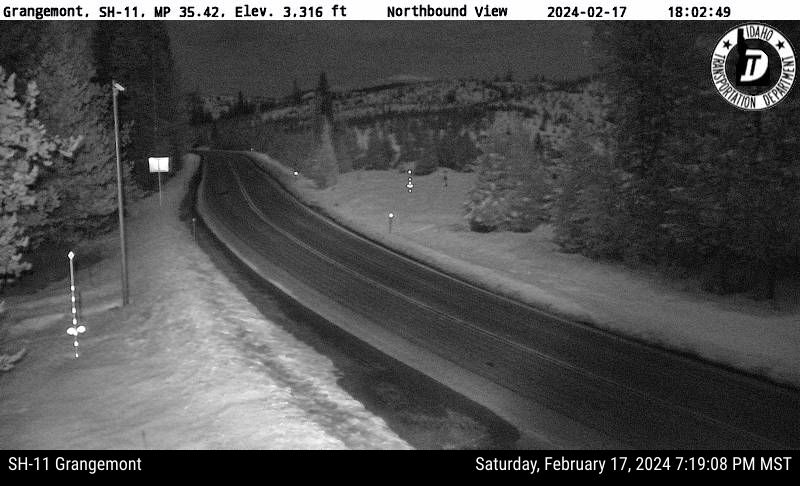 Grangemont, SH-11, MP 35.42, Elev. 3,316 ft Northbound View 2024-02-17 18:02:49
IDAHO
TRANSPORTATION DEPARTMENT
SH-11 Grangemont Saturday, February 17, 2024 7:19:08 PM MST